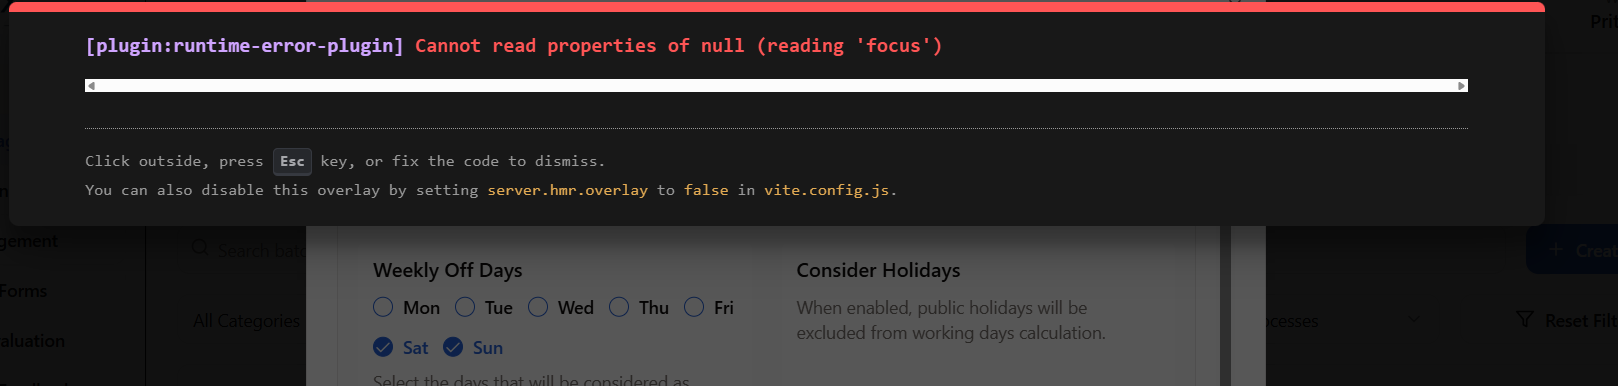 [plugin:runtime-error-plugin] Cannot read properties of null (reading 'focus')
Click outside, press Esc key, or fix the code to dismiss.
You can also disable this overlay by setting server.hmr.overlay to false in vite.config.js.
gement
Search batc
+ Creat
Weekly Off Days
Consider Holidays
Forms
Mon Tue Wed Thu Fri
When enabled, public holidays will be
excluded from working days calculation.
All Categories
ocesses
Reset Filt
aluation
Sat Sun
Select the days that will be considered as